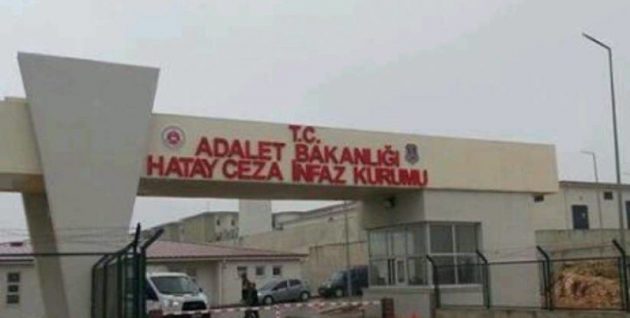 T.C.
ADALET BAKANLIĞI
HATAY CEZA İNFAZ KURUMU